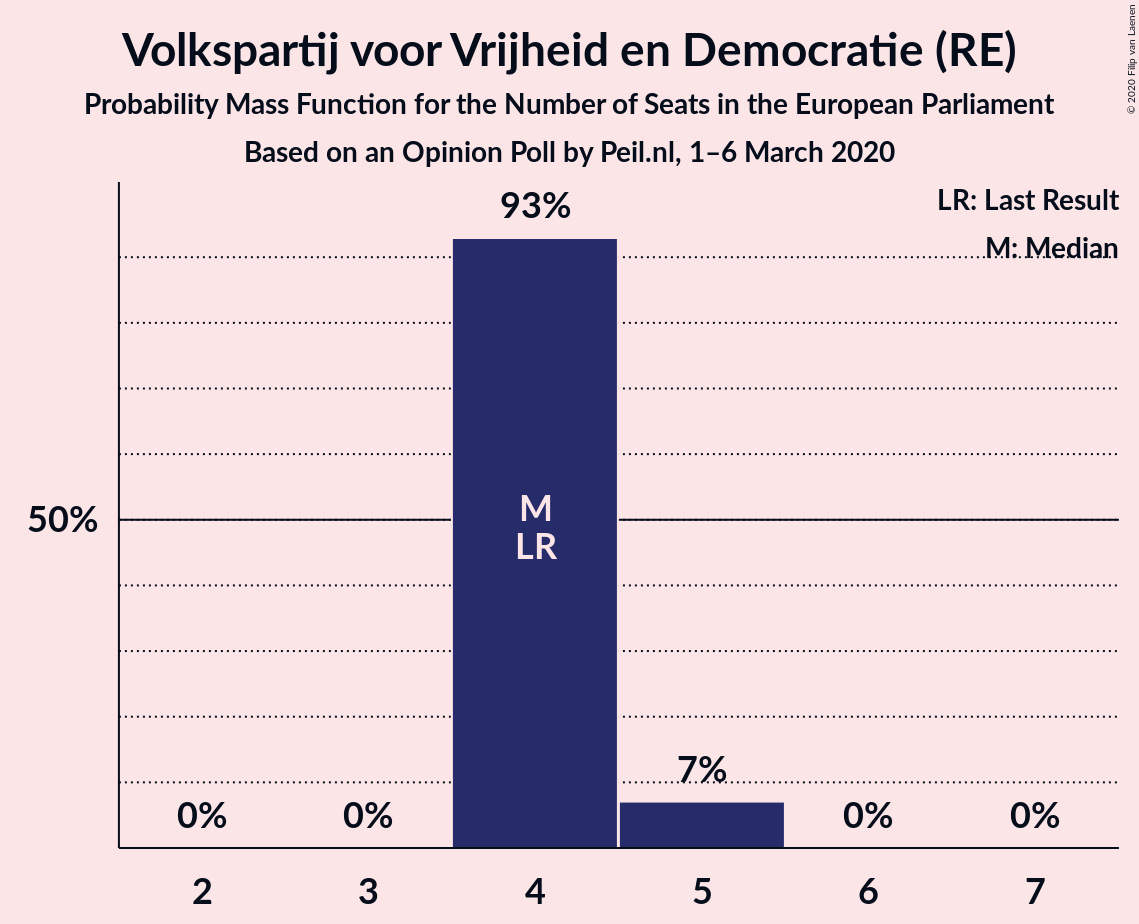 Volkspartij voor Vrijheid en Democratie (RE)
Probability Mass Function for the Number of Seats in the European Parliament
Based on an Opinion Poll by Peil.nl, 1–6 March 2020
© 2020 Filip van Laenen
LR: Last Result
M: Median
93%
50%
M
LR
7%
0%
0%
0%
0%
2
3
4
5
6
7